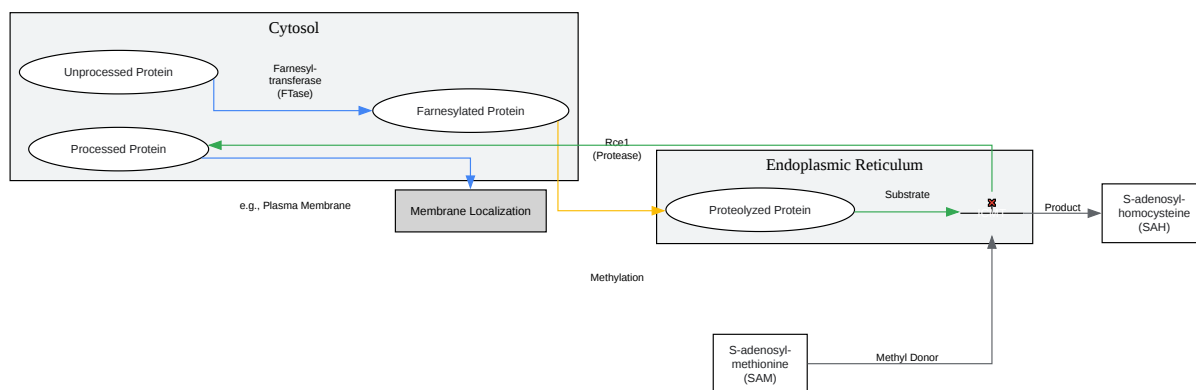 Cytosol
Unprocessed Protein
Farnesyl-
transferase
(FTase)
Farnesylated Protein
Processed Protein
Rce1
(Protease)
Endoplasmic Reticulum
e.g., Plasma Membrane
Membrane Localization
Proteolyzed Protein
Substrate
Product
S-adenosyl-
homocysteine
(SAH)
Methylation
S-adenosyl-
methionine
(SAM)
Methyl Donor